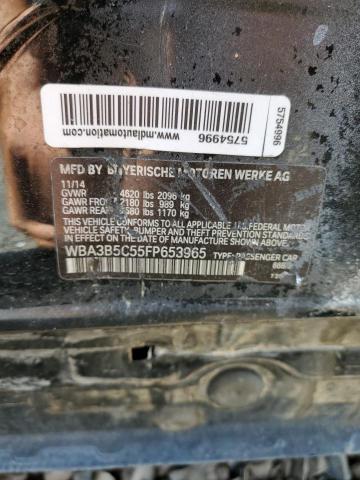 www.mdlautomation.com
5754996
5754996
MFD BY BAYERISCHE MOTOREN WERKE AG
11/14
GVWR 4620 lbs 2096 kg
GAWR FRONT 2180 lbs 989 kg
GAWR REAR 2580 lbs 1170 kg
THIS VEHICLE CONFORMS TO ALL APPLICABLE U.S. FEDERAL MOTOR
VEHICLE SAFETY, BUMPER, AND THEFT PREVENTION
STANDARDS IN EFFECT ON THE DATE OF MANUFACTURE SHOWN ABOVE.
WBA3B5C55FP653965 TYPE: PASSENGER CAR